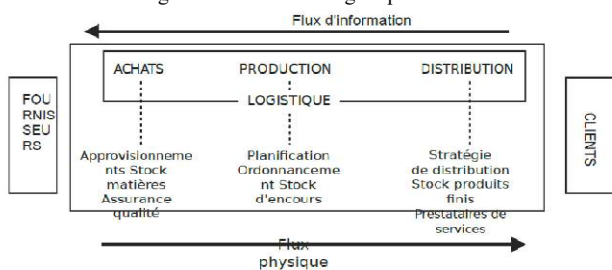 Flux d'information
ACHATS PRODUCTION DISTRIBUTION
LOGISTIQUE
FOU
RNIS
SEU
RS
CLIENTS
Approvisionneme
nts Stock
matières
Assurance
qualité
Planification
Ordonnanceme
nt Stock
d'encours
Stratégie
de distribution
Stock produits
finis
Prestataires de
services
Flux
physique